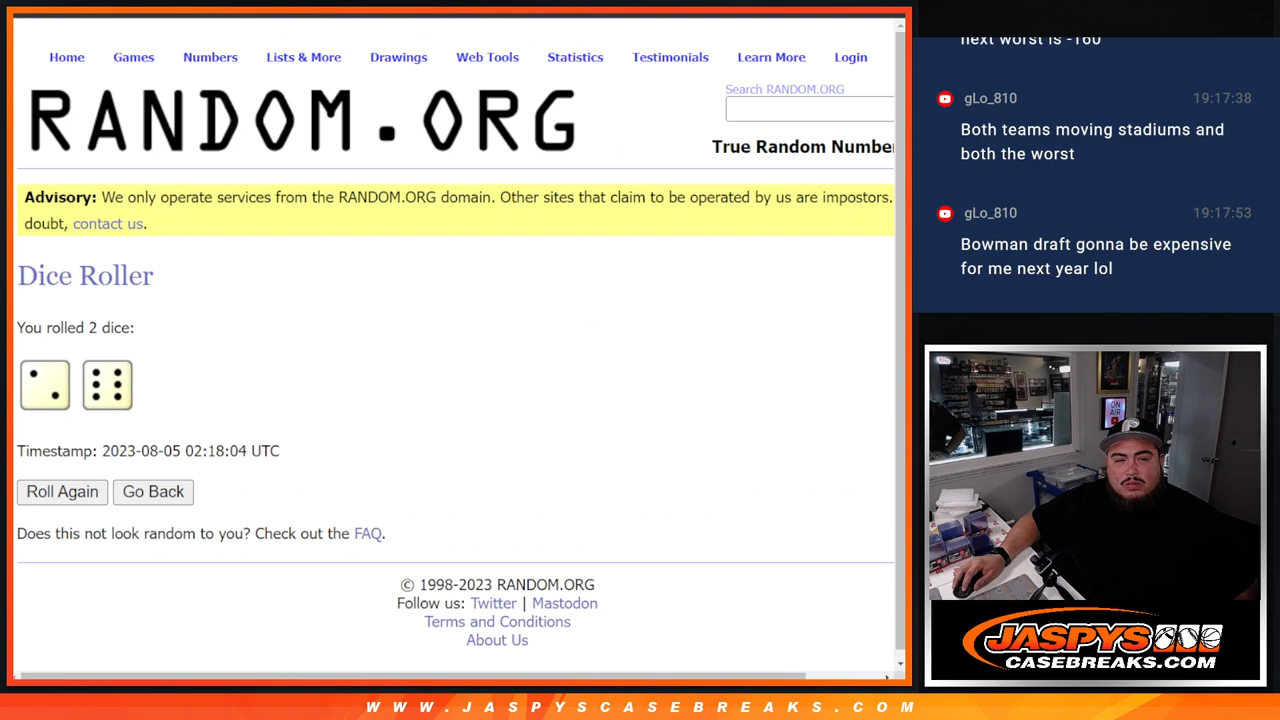 Home Games Numbers Lists & More Drawings Web Tools Statistics Testimonials Learn More Login
RANDOM.ORG
Search RANDOM.ORG
True Random Numbe
Advisory: We only operate services from the RANDOM.ORG domain. Other sites that claim to be operated by us are impostors.
doubt, contact us.
Dice Roller
You rolled 2 dice:
Timestamp: 2023-08-05 02:18:04 UTC
Roll Again Go Back
Does this not look random to you? Check out the FAQ.
© 1998-2023 RANDOM.ORG
Follow us: Twitter | Mastodon
Terms and Conditions
About Us
next worst is -160
gLo_810 19:17:38
Both teams moving stadiums and
both the worst
gLo_810 19:17:53
Bowman draft gonna be expensive
for me next year lol
ON
AIR
P
JASPYS
CASEBREAKS.COM
WWW.JASPYSCASEBREAKS.COM